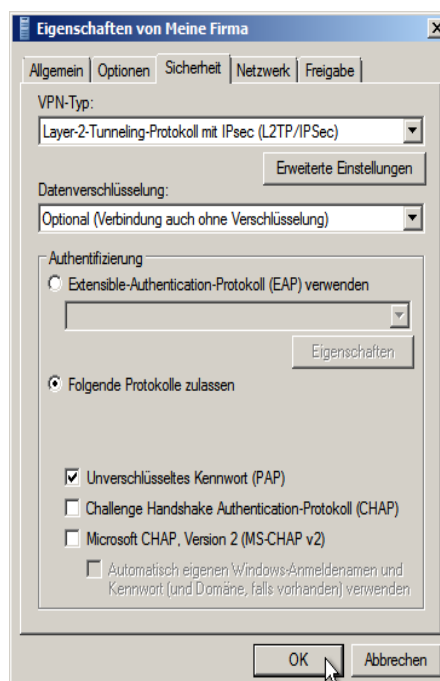 Eigenschaften von Meine Firma
Allgemein Optionen Sicherheit Netzwerk Freigabe
VPN-Typ:
Layer-2-Tunneling-Protokoll mit IPsec (L2TP/IPSec)
Erweiterte Einstellungen
Datenverschlüsselung:
Optional (Verbindung auch ohne Verschlüsselung)
Authentifizierung
Extensible-Authentication-Protokoll (EAP) verwenden
Eigenschaften
Folgende Protokolle zulassen
Unverschlüsseltes Kennwort (PAP)
Challenge Handshake Authentication-Protokoll (CHAP)
Microsoft CHAP, Version 2 (MS-CHAP v2)
Automatisch eigenen Windows-Anmeldenamen und
Kennwort (und Domäne, falls vorhanden) verwenden
OK Abbrechen